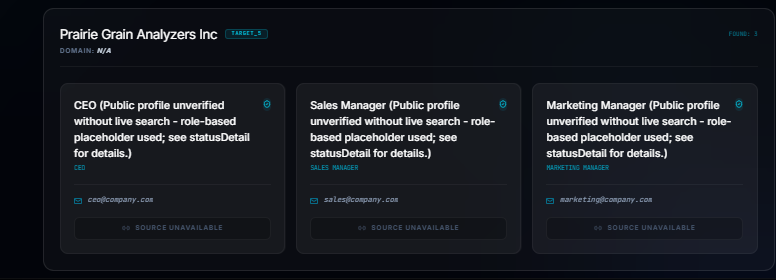 Prairie Grain Analyzers Inc TARGET_5
FOUND: 3
DOMAIN: N/A
CEO (Public profile unverified
without live search - role-based
placeholder used; see statusDetail
for details.)
CEO
ceo@company.com
SOURCE UNAVAILABLE
Sales Manager (Public profile
unverified without live search - role-
based placeholder used; see
statusDetail for details.)
SALES MANAGER
sales@company.com
SOURCE UNAVAILABLE
Marketing Manager (Public profile
unverified without live search - role-
based placeholder used; see
statusDetail for details.)
MARKETING MANAGER
marketing@company.com
SOURCE UNAVAILABLE